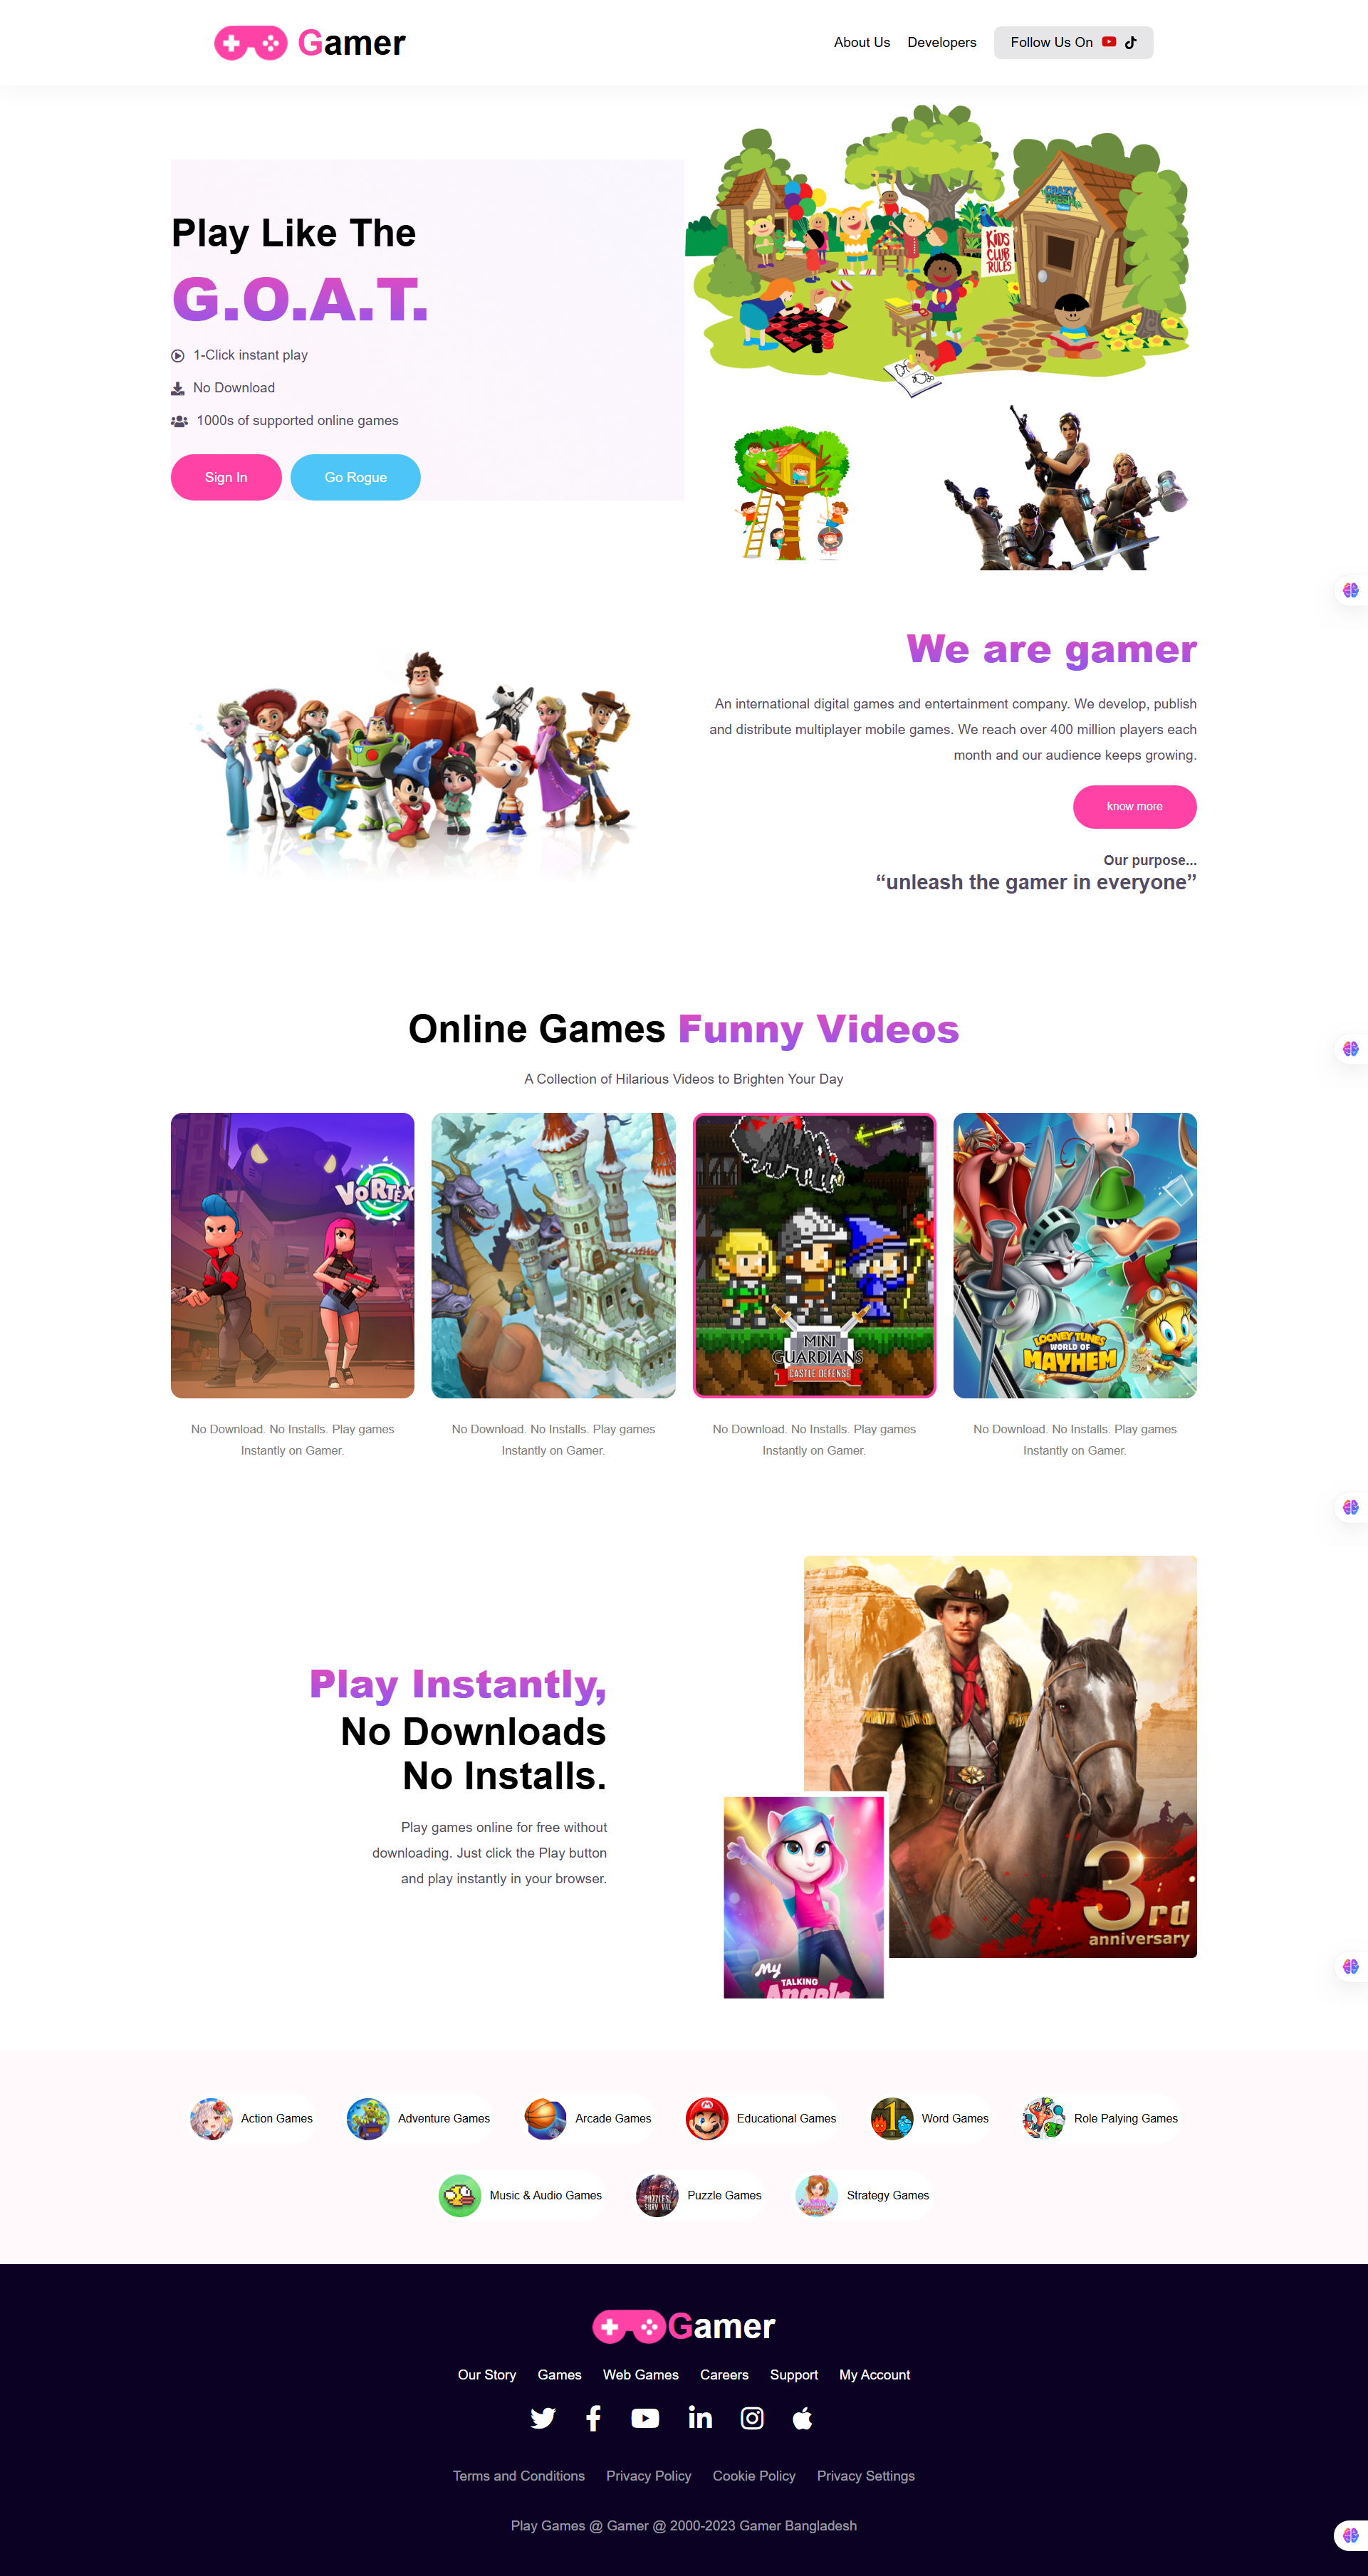 Gamer
About Us Developers Follow Us On
CRAZY
FRESH
KIDS
CLUB
RULES
Play Like The
G.O.A.T.
1-Click instant play
No Download
1000s of supported online games
Sign In Go Rogue
We are gamer
An international digital games and entertainment company. We develop, publish
and distribute multiplayer mobile games. We reach over 400 million players each
month and our audience keeps growing.
know more
Our purpose...
“unleash the gamer in everyone”
Online Games Funny Videos
A Collection of Hilarious Videos to Brighten Your Day
VORTEX
MINI
GUARDIANS
CASTLE DEFENSE
LOONEY TUNES
WORLD OF
MAYHEM
No Download. No Installs. Play games
Instantly on Gamer.
No Download. No Installs. Play games
Instantly on Gamer.
No Download. No Installs. Play games
Instantly on Gamer.
No Download. No Installs. Play games
Instantly on Gamer.
Play Instantly,
No Downloads
No Installs.
Play games online for free without
downloading. Just click the Play button
and play instantly in your browser.
3rd
anniversary
My
TALKING
Angela
Action Games Adventure Games Arcade Games Educational Games Word Games Role Palying Games
Music & Audio Games Puzzle Games Strategy Games
Gamer
Our Story Games Web Games Careers Support My Account
Terms and Conditions Privacy Policy Cookie Policy Privacy Settings
Play Games @ Gamer @ 2000-2023 Gamer Bangladesh